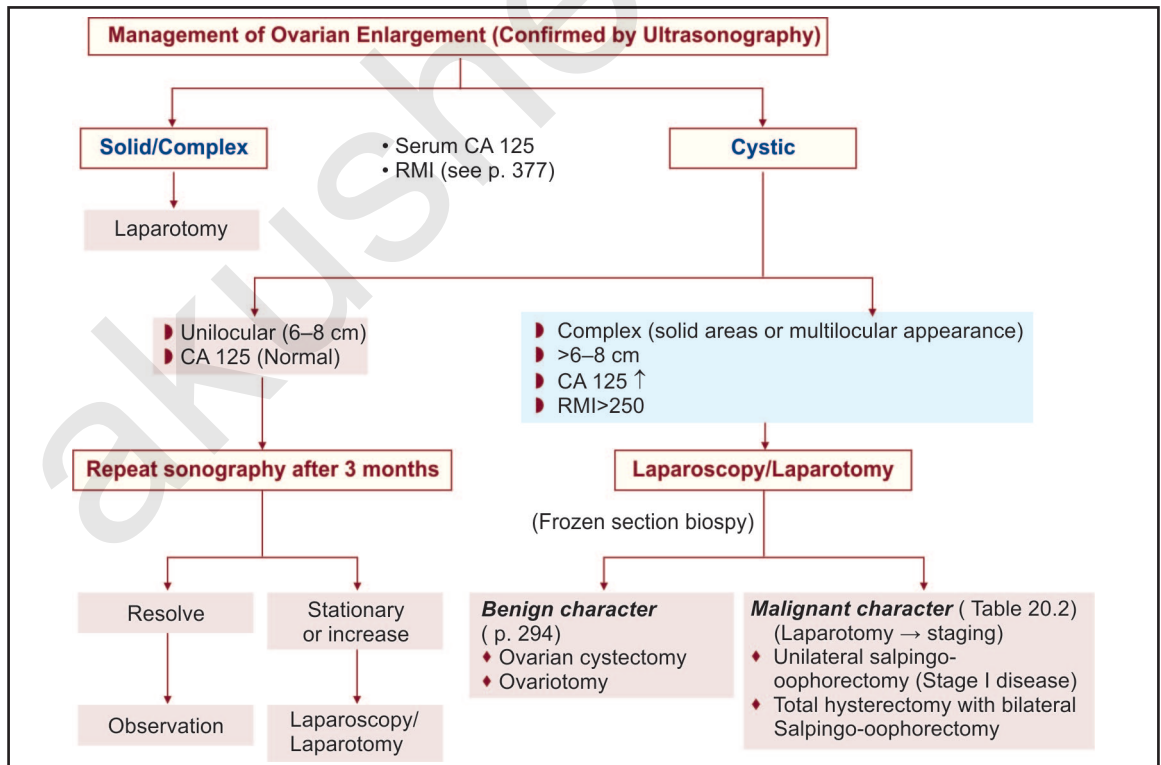 Management of Ovarian Enlargement (Confirmed by Ultrasonography)
Solid/Complex
• Serum CA 125
• RMI (see p. 377)
Cystic
Laparotomy
◗ Unilocular (6–8 cm)
◗ CA 125 (Normal)
◗ Complex (solid areas or multilocular appearance)
◗ >6–8 cm
◗ CA 125 ↑
◗ RMI>250
Repeat sonography after 3 months
Laparoscopy/Laparotomy
(Frozen section biospy)
Resolve
Stationary
or increase
Observation
Laparoscopy/
Laparotomy
Benign character
( p. 294)
♦ Ovarian cystectomy
♦ Ovariotomy
Malignant character ( Table 20.2)
(Laparotomy → staging)
♦ Unilateral salpingo-
oophorectomy (Stage I disease)
♦ Total hysterectomy with bilateral
Salpingo-oophorectomy
akushe